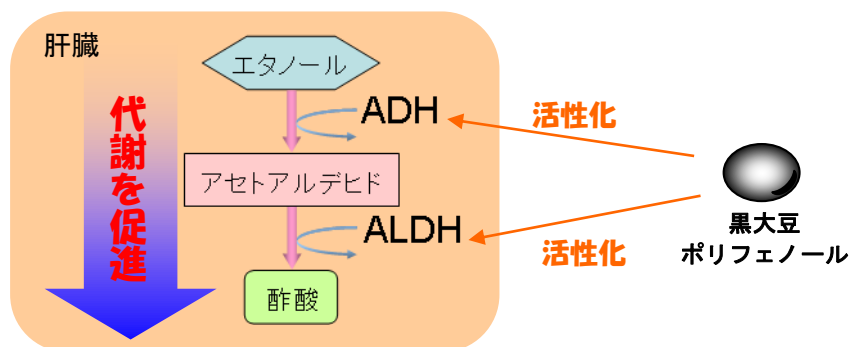 肝臓
エタノール
ADH
活性化
代謝を促進
アセトアルデヒド
ALDH
活性化
黒大豆
ポリフェノール
酢酸